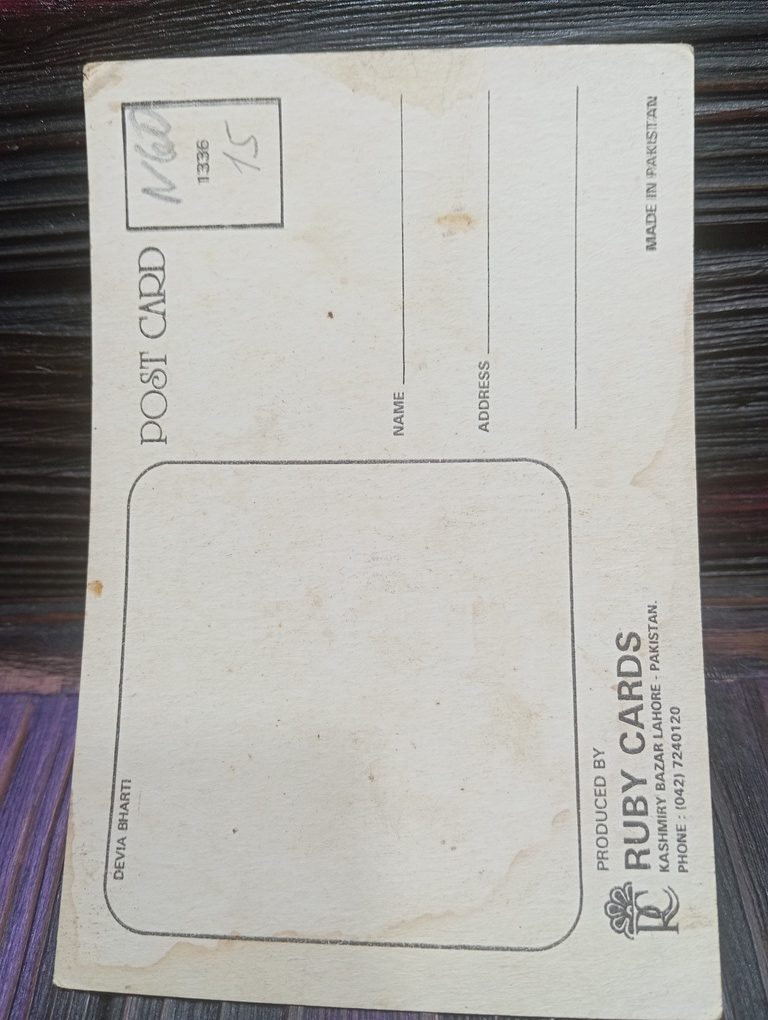 DEVIA BHARTI
POST CARD
1336
15
NAME
ADDRESS
PRODUCED BY
RUBY CARDS
KASHMIRY BAZAR LAHORE - PAKISTAN.
PHONE : (042) 7240120
RC
MADE IN PAKISTAN